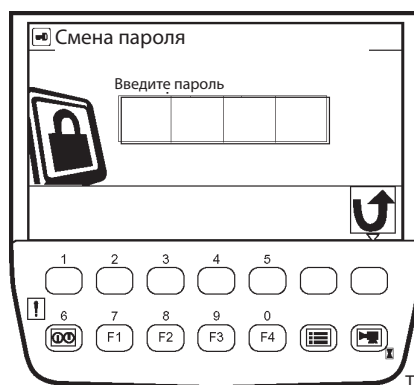 Смена пароля
Введите пароль
1 2 3 4 5
!
6 7 8 9 0
F1 F2 F3 F4
T